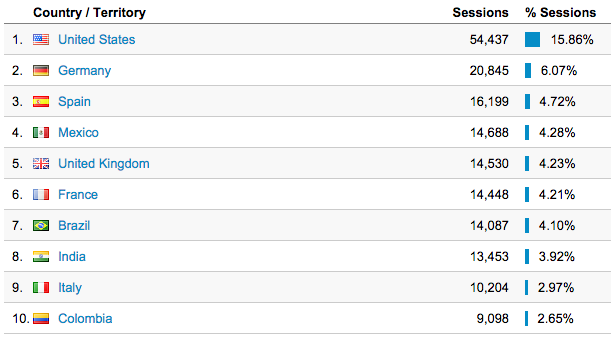 Country / Territory Sessions % Sessions
1. United States 54,437 15.86%
2. Germany 20,845 6.07%
3. Spain 16,199 4.72%
4. Mexico 14,688 4.28%
5. United Kingdom 14,530 4.23%
6. France 14,448 4.21%
7. Brazil 14,087 4.10%
8. India 13,453 3.92%
9. Italy 10,204 2.97%
10. Colombia 9,098 2.65%